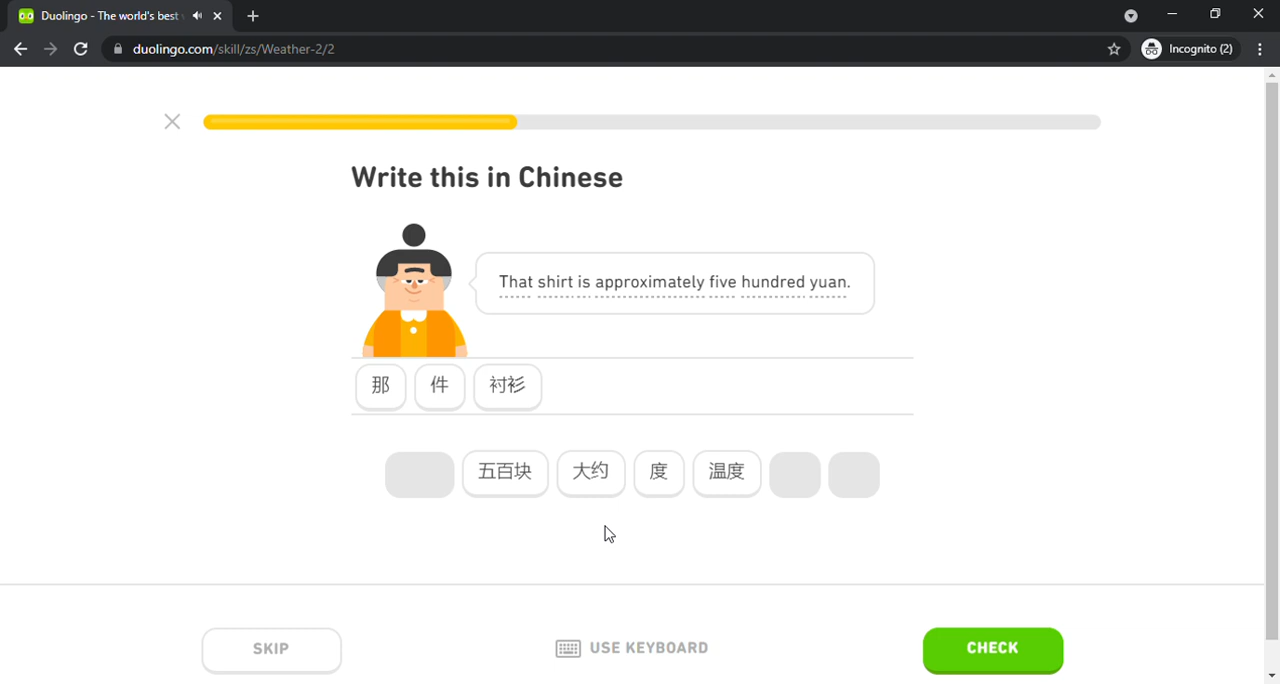 Duolingo - The world's best
duolingo.com/skill/zs/Weather-2/2
Incognito (2)
Write this in Chinese
That shirt is approximately five hundred yuan.
那 件 衬衫
五百块 大约 度 温度
SKIP
USE KEYBOARD
CHECK